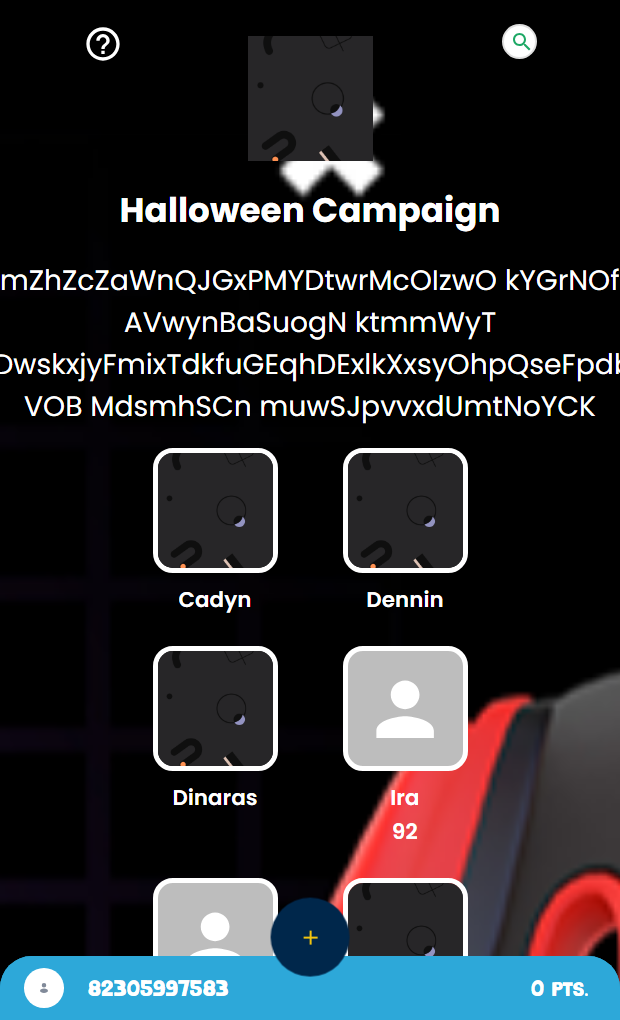 Halloween Campaign
mZhZcZaWnQJGxPMYDtwrMcOIzwO kYGrNOf
AVwynBaSuogN ktmmWyT
DwskxjyFmixTdkfuGEqhDExlkXxsyOhpQseFpdb
VOB MdsmhSCn muwSJpvvxdUmtNoYCK
Cadyn
Dennin
Dinaras
Ira
92
+
82305997583
0 PTS.